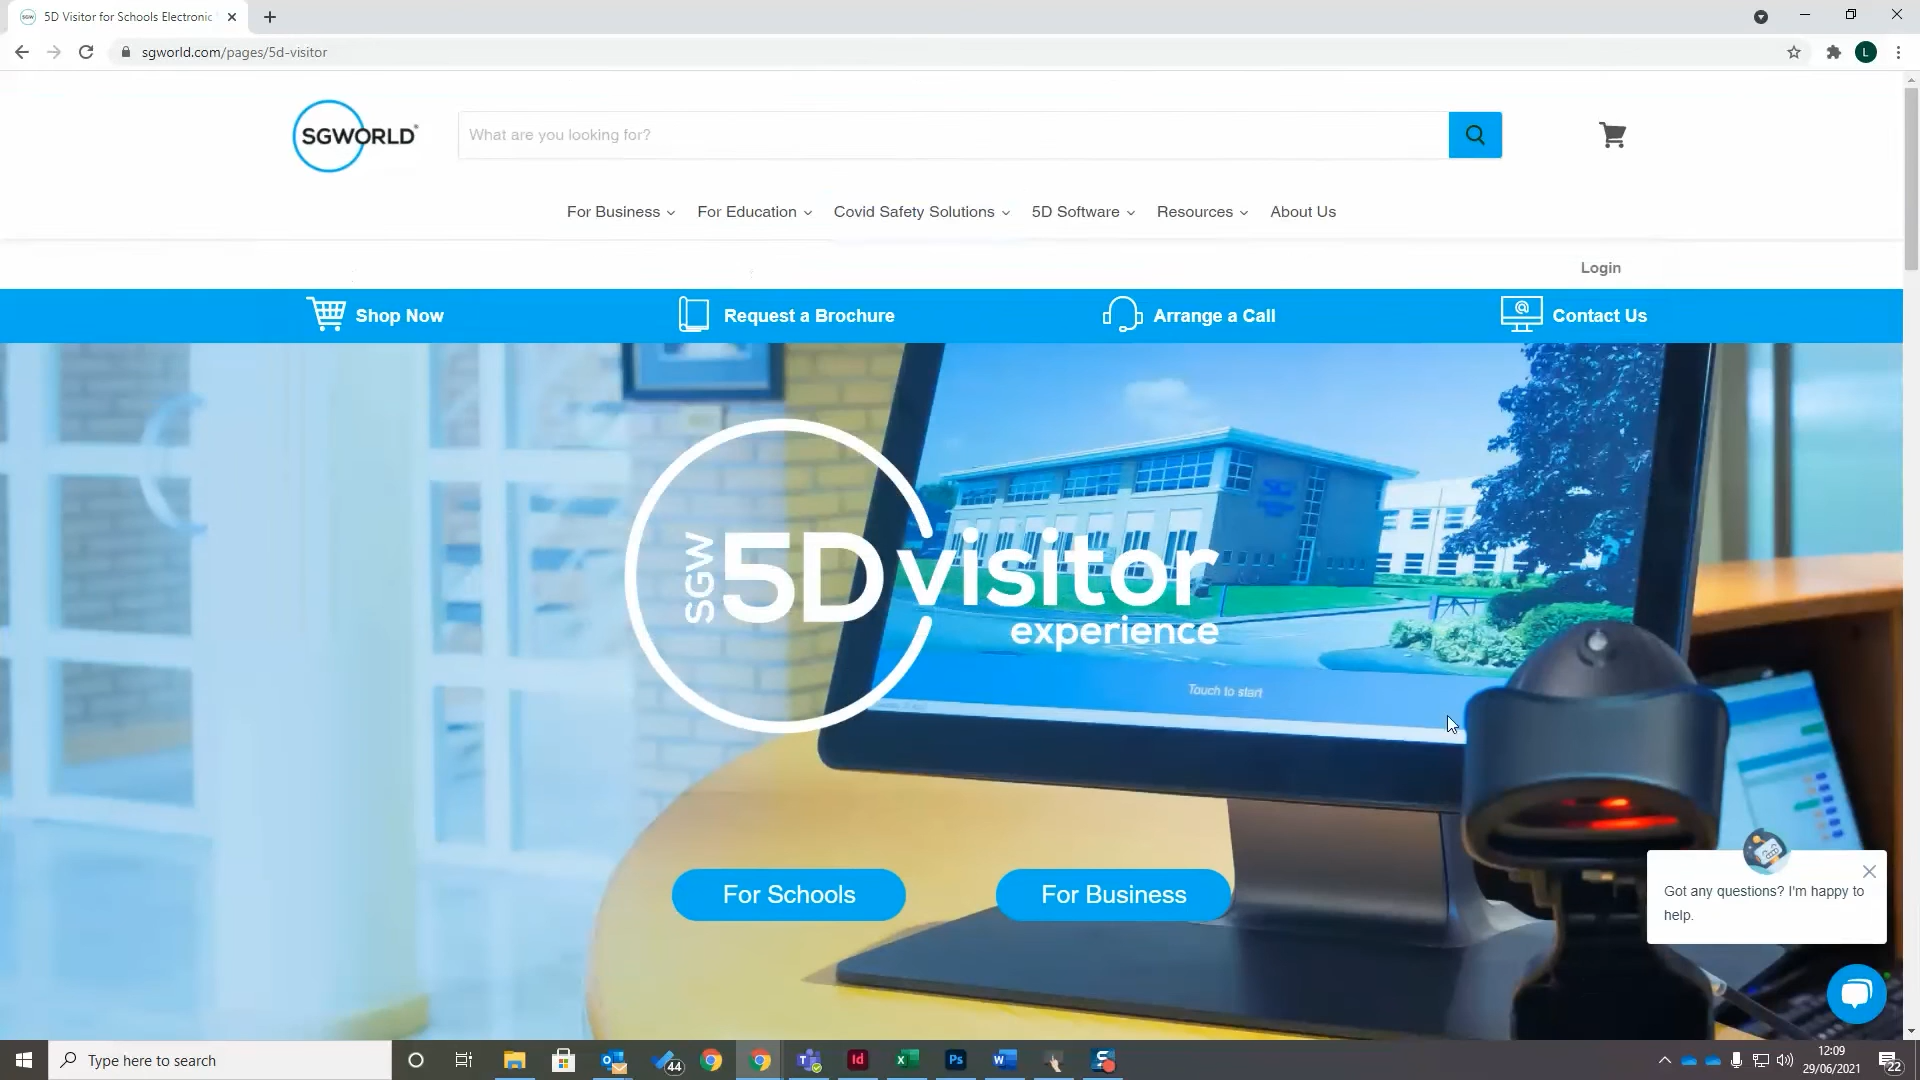 5D Visitor for Schools Electronic
sgworld.com/pages/5d-visitor
L
SGWORLD
What are you looking for?
For Business
For Education
Covid Safety Solutions
5D Software
Resources
About Us
Login
Shop Now
Request a Brochure
Arrange a Call
Contact Us
SGW 5D visitor
experience
Touch to start
For Schools
For Business
Got any questions? I'm happy to
help.
Type here to search
44
Id
Ps
12:09
29/06/2021
22